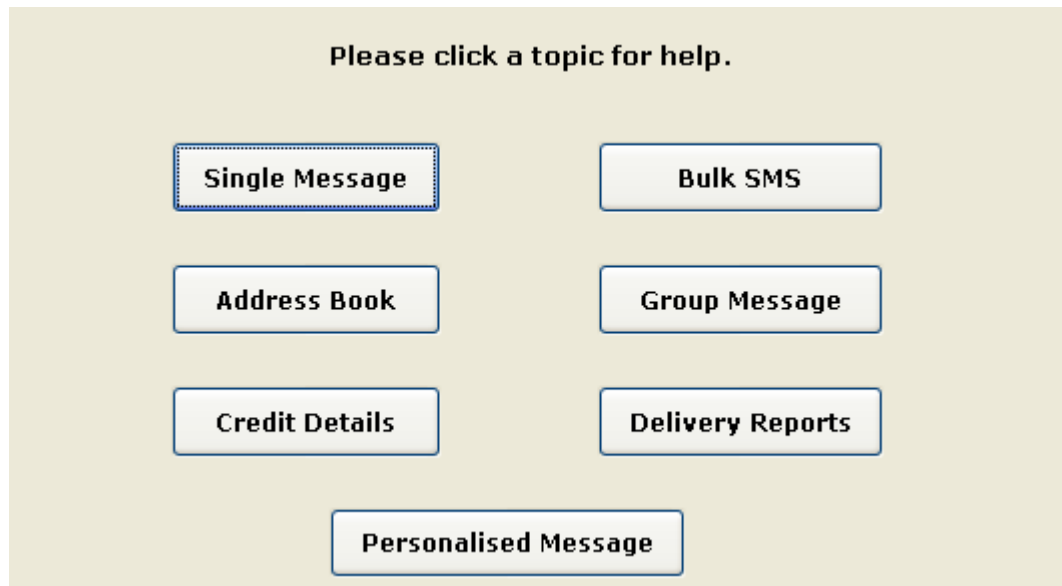 Please click a topic for help.
Single Message
Bulk SMS
Address Book
Group Message
Credit Details
Delivery Reports
Personalised Message